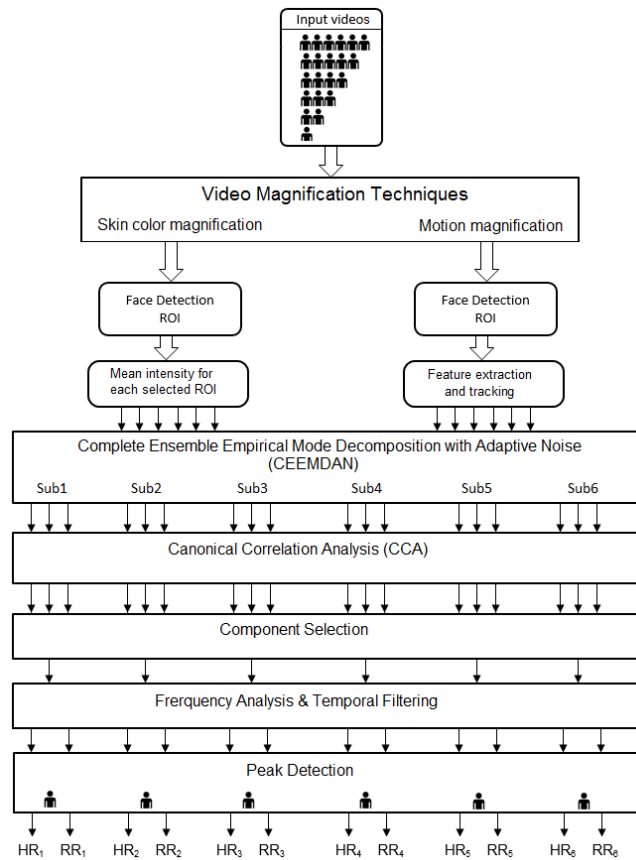 Input videos
Video Magnification Techniques
Skin color magnification
Motion magnification
Face Detection
ROI
Face Detection
ROI
Mean intensity for
each selected ROI
Feature extraction
and tracking
Complete Ensemble Empirical Mode Decomposition with Adaptive Noise
(CEEMDAN)
Sub1 Sub2 Sub3 Sub4 Sub5 Sub6
Canonical Correlation Analysis (CCA)
Component Selection
Frerquency Analysis & Temporal Filtering
Peak Detection
HR₁ RR₁ HR₂ RR₂ HR₃ RR₃ HR₄ RR₄ HR₅ RR₅ HR₆ RR₆